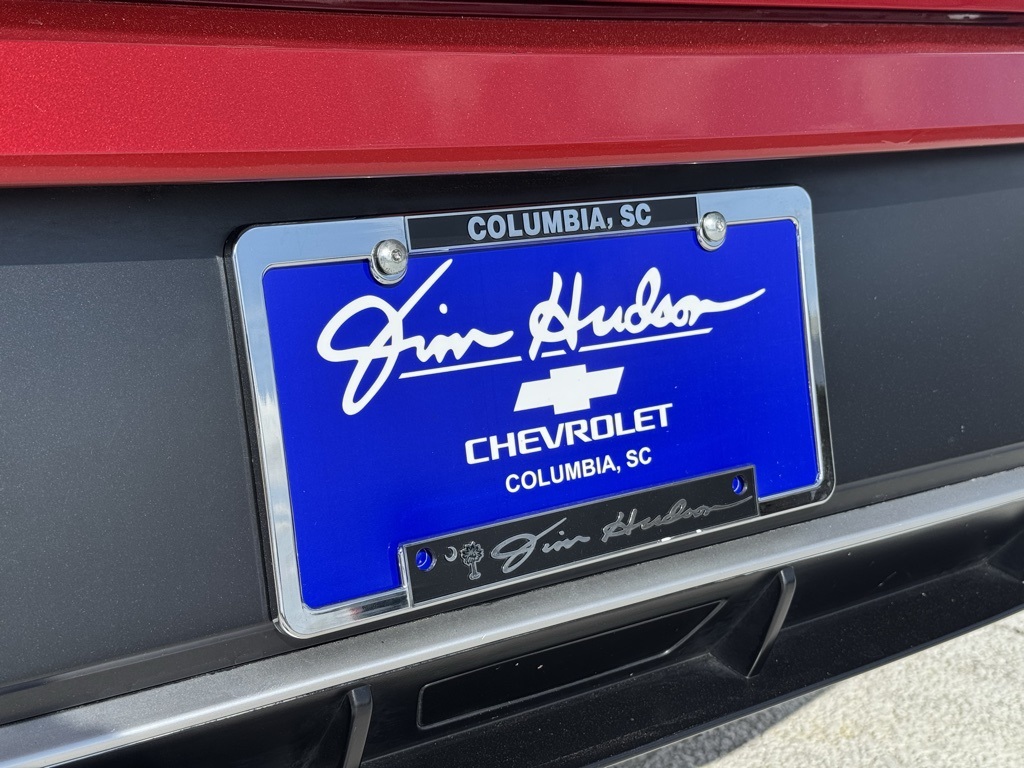 COLUMBIA, SC
Jim Hudson
CHEVROLET
COLUMBIA, SC
Jim Hudson